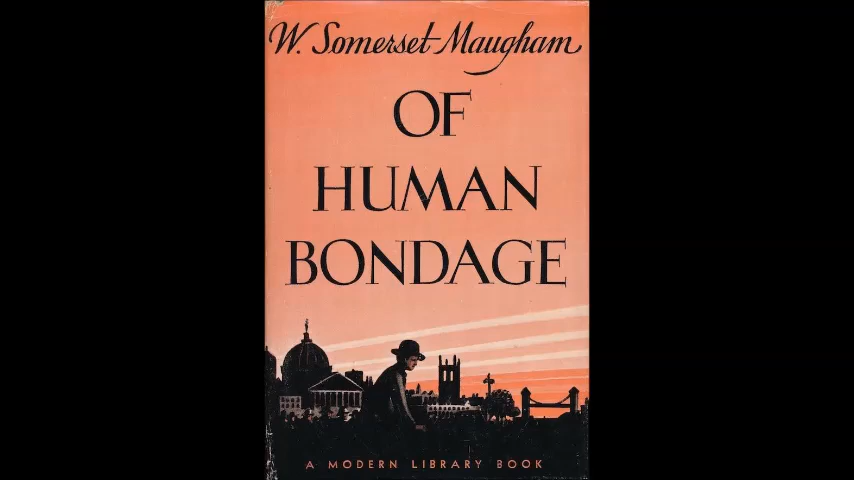 W. Somerset Maugham
OF
HUMAN
BONDAGE
A MODERN LIBRARY BOOK